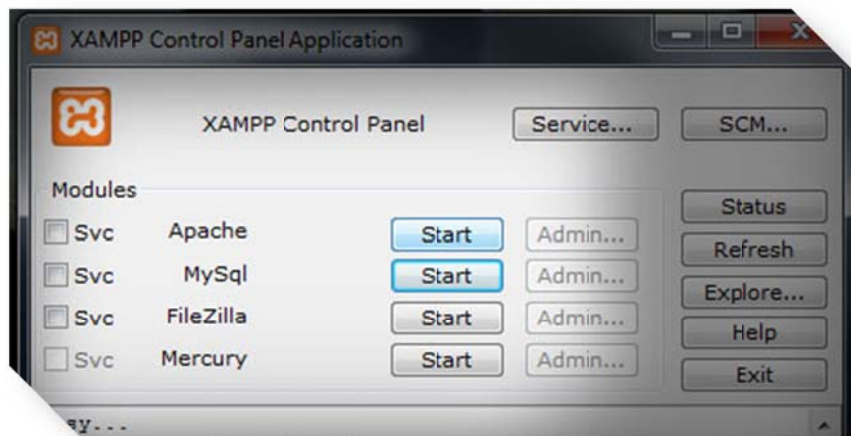 XAMPP Control Panel Application
XAMPP Control Panel Service... SCM...
Modules
Svc Apache Start Admin... Status
Svc MySql Start Admin... Refresh
Svc FileZilla Start Admin... Explore...
Svc Mercury Start Admin... Help
Exit